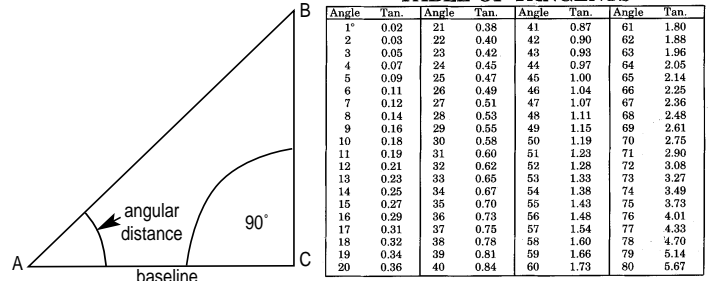 B
angular
distance
90°
A
C
baseline
Angle Tan. Angle Tan. Angle Tan. Angle Tan.
1° 0.02 21 0.38 41 0.87 61 1.80
2 0.03 22 0.40 42 0.90 62 1.88
3 0.05 23 0.42 43 0.93 63 1.96
4 0.07 24 0.45 44 0.97 64 2.05
5 0.09 25 0.47 45 1.00 65 2.14
6 0.11 26 0.49 46 1.04 66 2.25
7 0.12 27 0.51 47 1.07 67 2.36
8 0.14 28 0.53 48 1.11 68 2.48
9 0.16 29 0.55 49 1.15 69 2.61
10 0.18 30 0.58 50 1.19 70 2.75
11 0.19 31 0.60 51 1.23 71 2.90
12 0.21 32 0.62 52 1.28 72 3.08
13 0.23 33 0.65 53 1.33 73 3.27
14 0.25 34 0.67 54 1.38 74 3.49
15 0.27 35 0.70 55 1.43 75 3.73
16 0.29 36 0.73 56 1.48 76 4.01
17 0.31 37 0.75 57 1.54 77 4.33
18 0.32 38 0.78 58 1.60 78 4.70
19 0.34 39 0.81 59 1.66 79 5.14
20 0.36 40 0.84 60 1.73 80 5.67